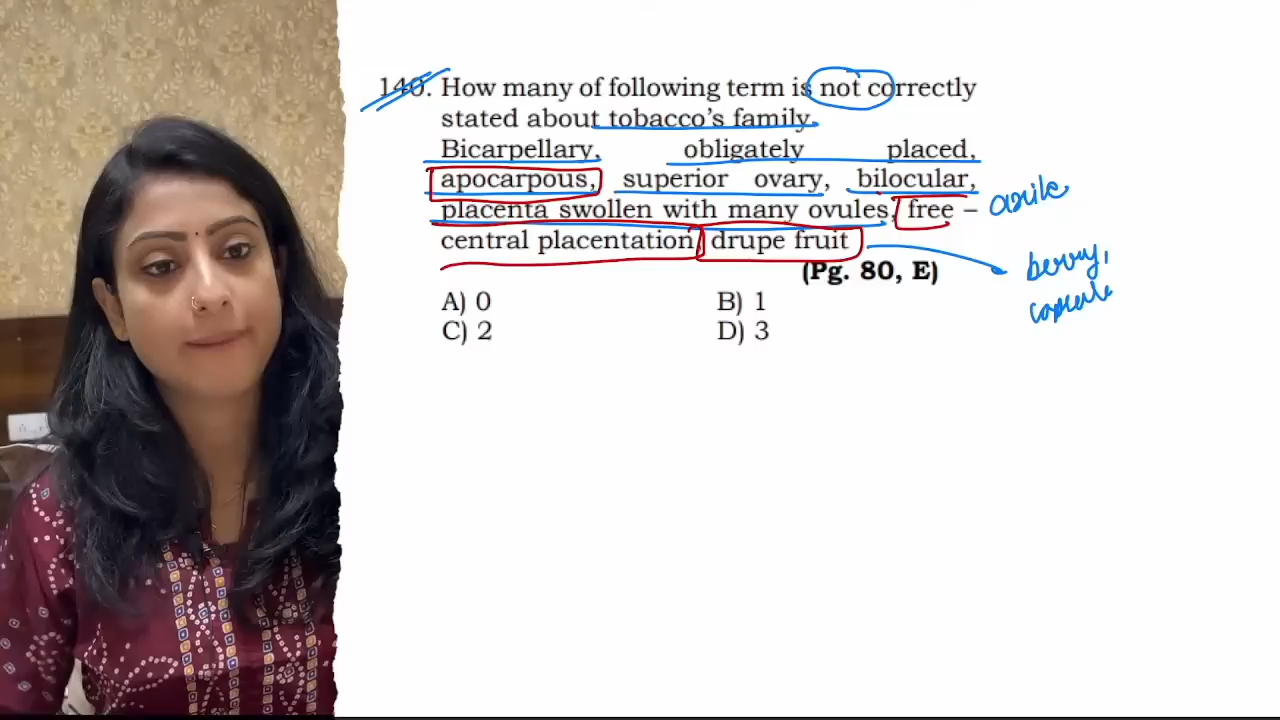 140. How many of following term is not correctly
stated about tobacco's family.
Bicarpellary, obligately placed,
apocarpous, superior ovary, bilocular,
placenta swollen with many ovules, free – axile
central placentation, drupe fruit
berry,
(Pg. 80, E)
capsule
A) 0 B) 1
C) 2 D) 3